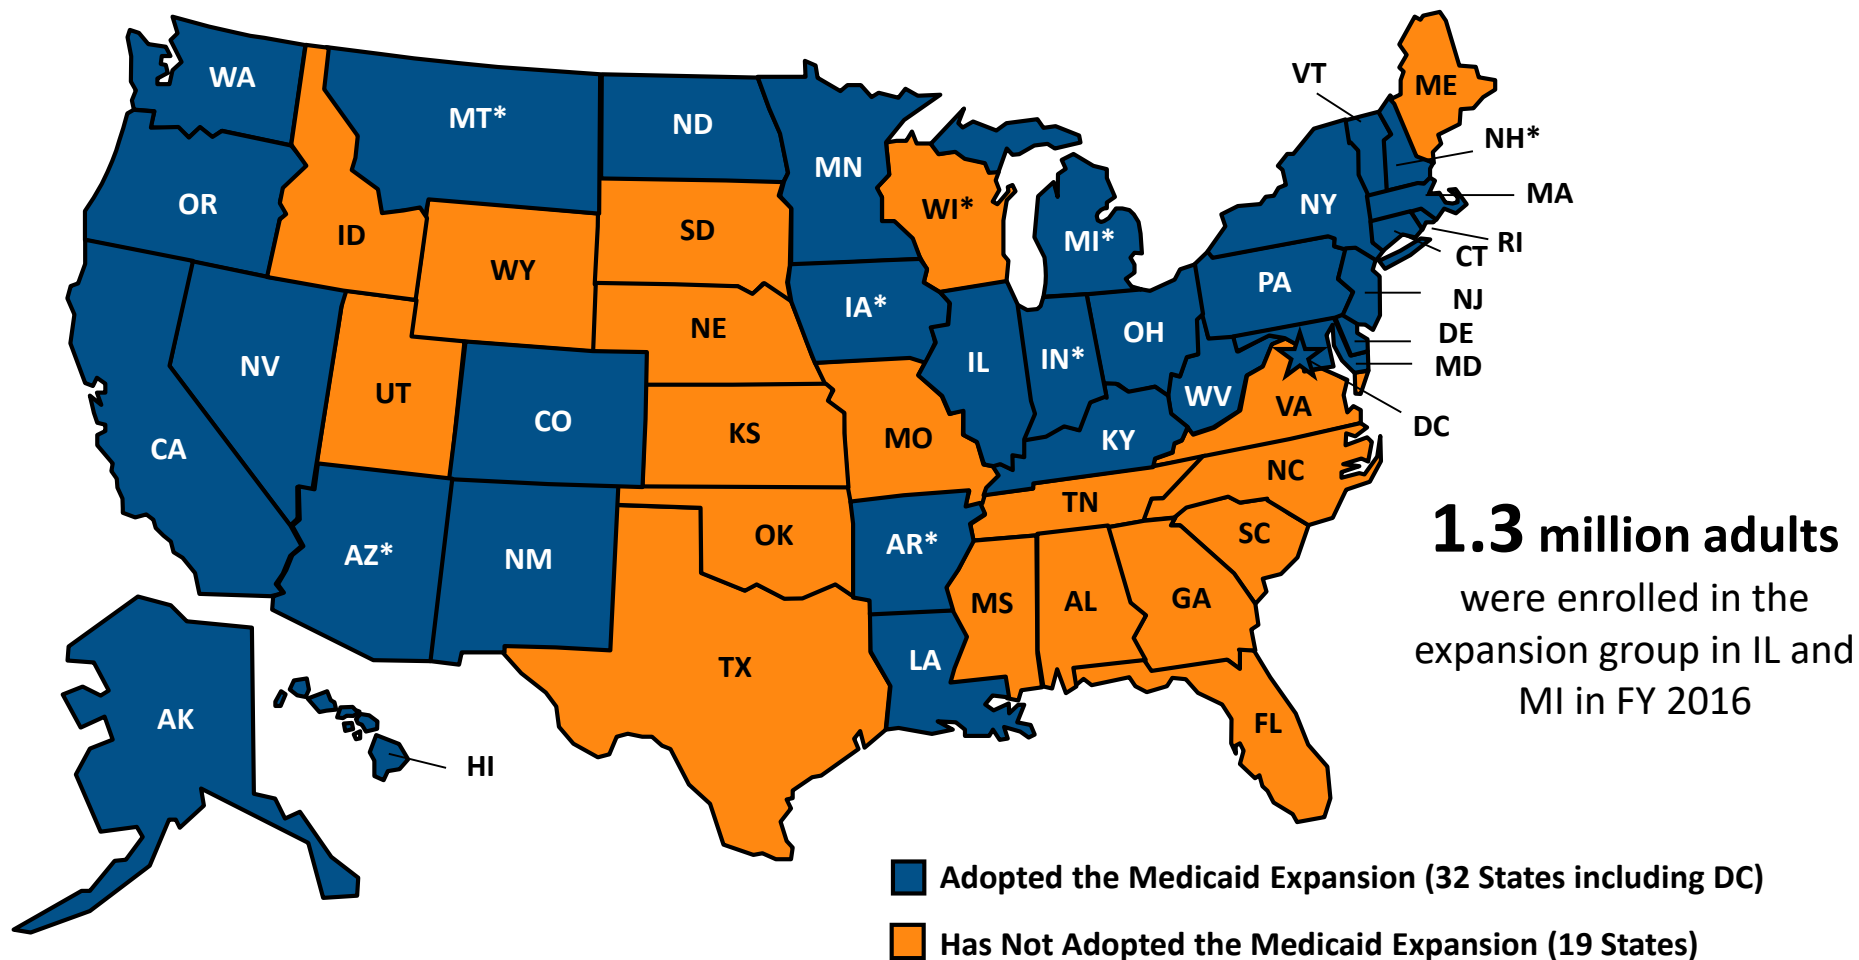 WA
MT*
ND
MN
VT
ME
NH*
OR
ID
SD
WI*
NY
MA
WY
MI*
RI
CT
PA
NJ
NE
IA*
OH
DE
NV
IL
IN*
MD
UT
WV
VA
CO
KS
DC
CA
MO
KY
NC
TN
AZ*
NM
OK
AR*
SC
MS
AL
GA
TX
LA
FL
AK
HI
1.3 million adults
were enrolled in the
expansion group in IL and
MI in FY 2016
Adopted the Medicaid Expansion (32 States including DC)
Has Not Adopted the Medicaid Expansion (19 States)